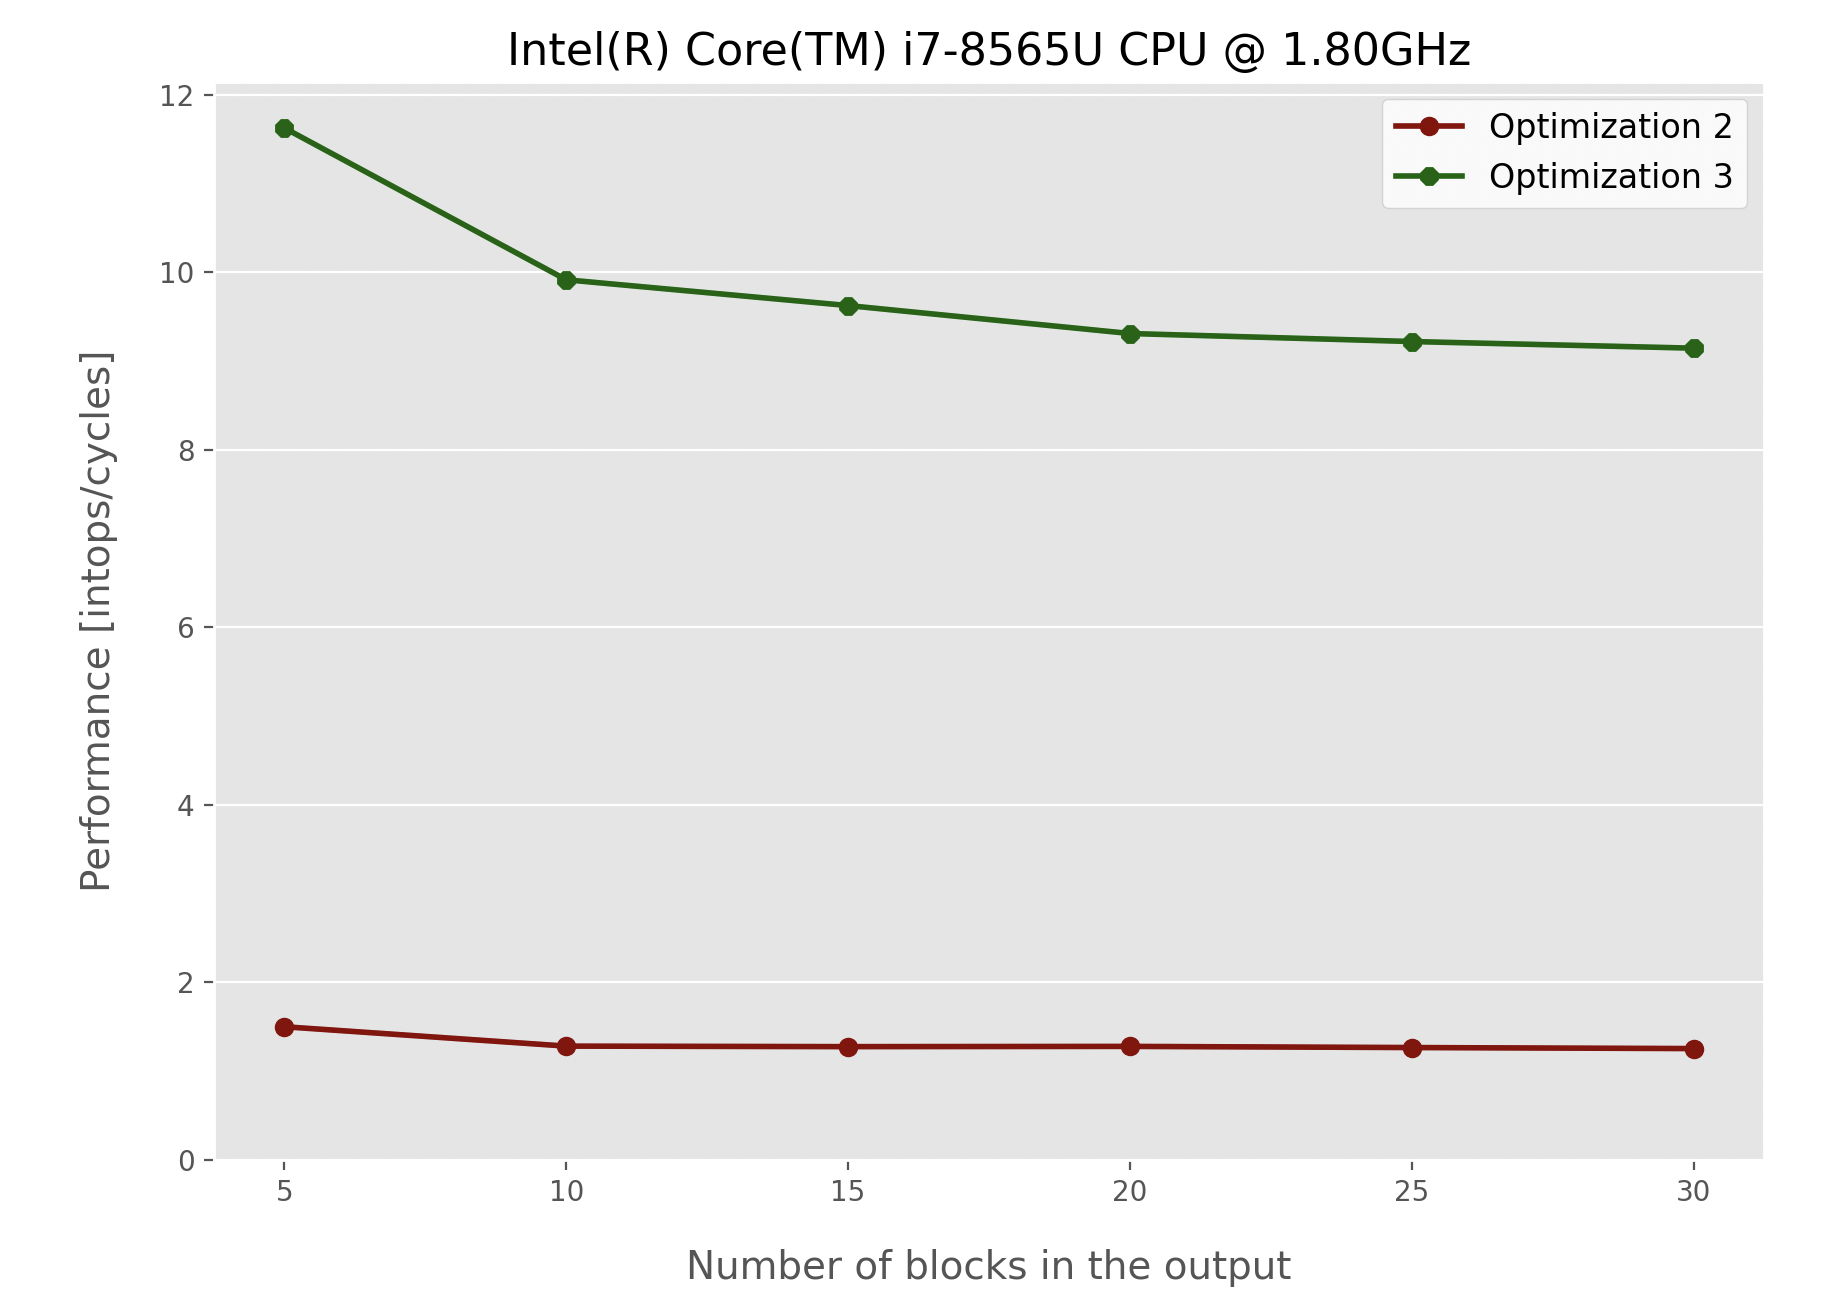 Intel(R) Core(TM) i7-8565U CPU @ 1.80GHz
Optimization 2
Optimization 3
Performance [intops/cycles]
12
10
8
6
4
2
0
5 10 15 20 25 30
Number of blocks in the output